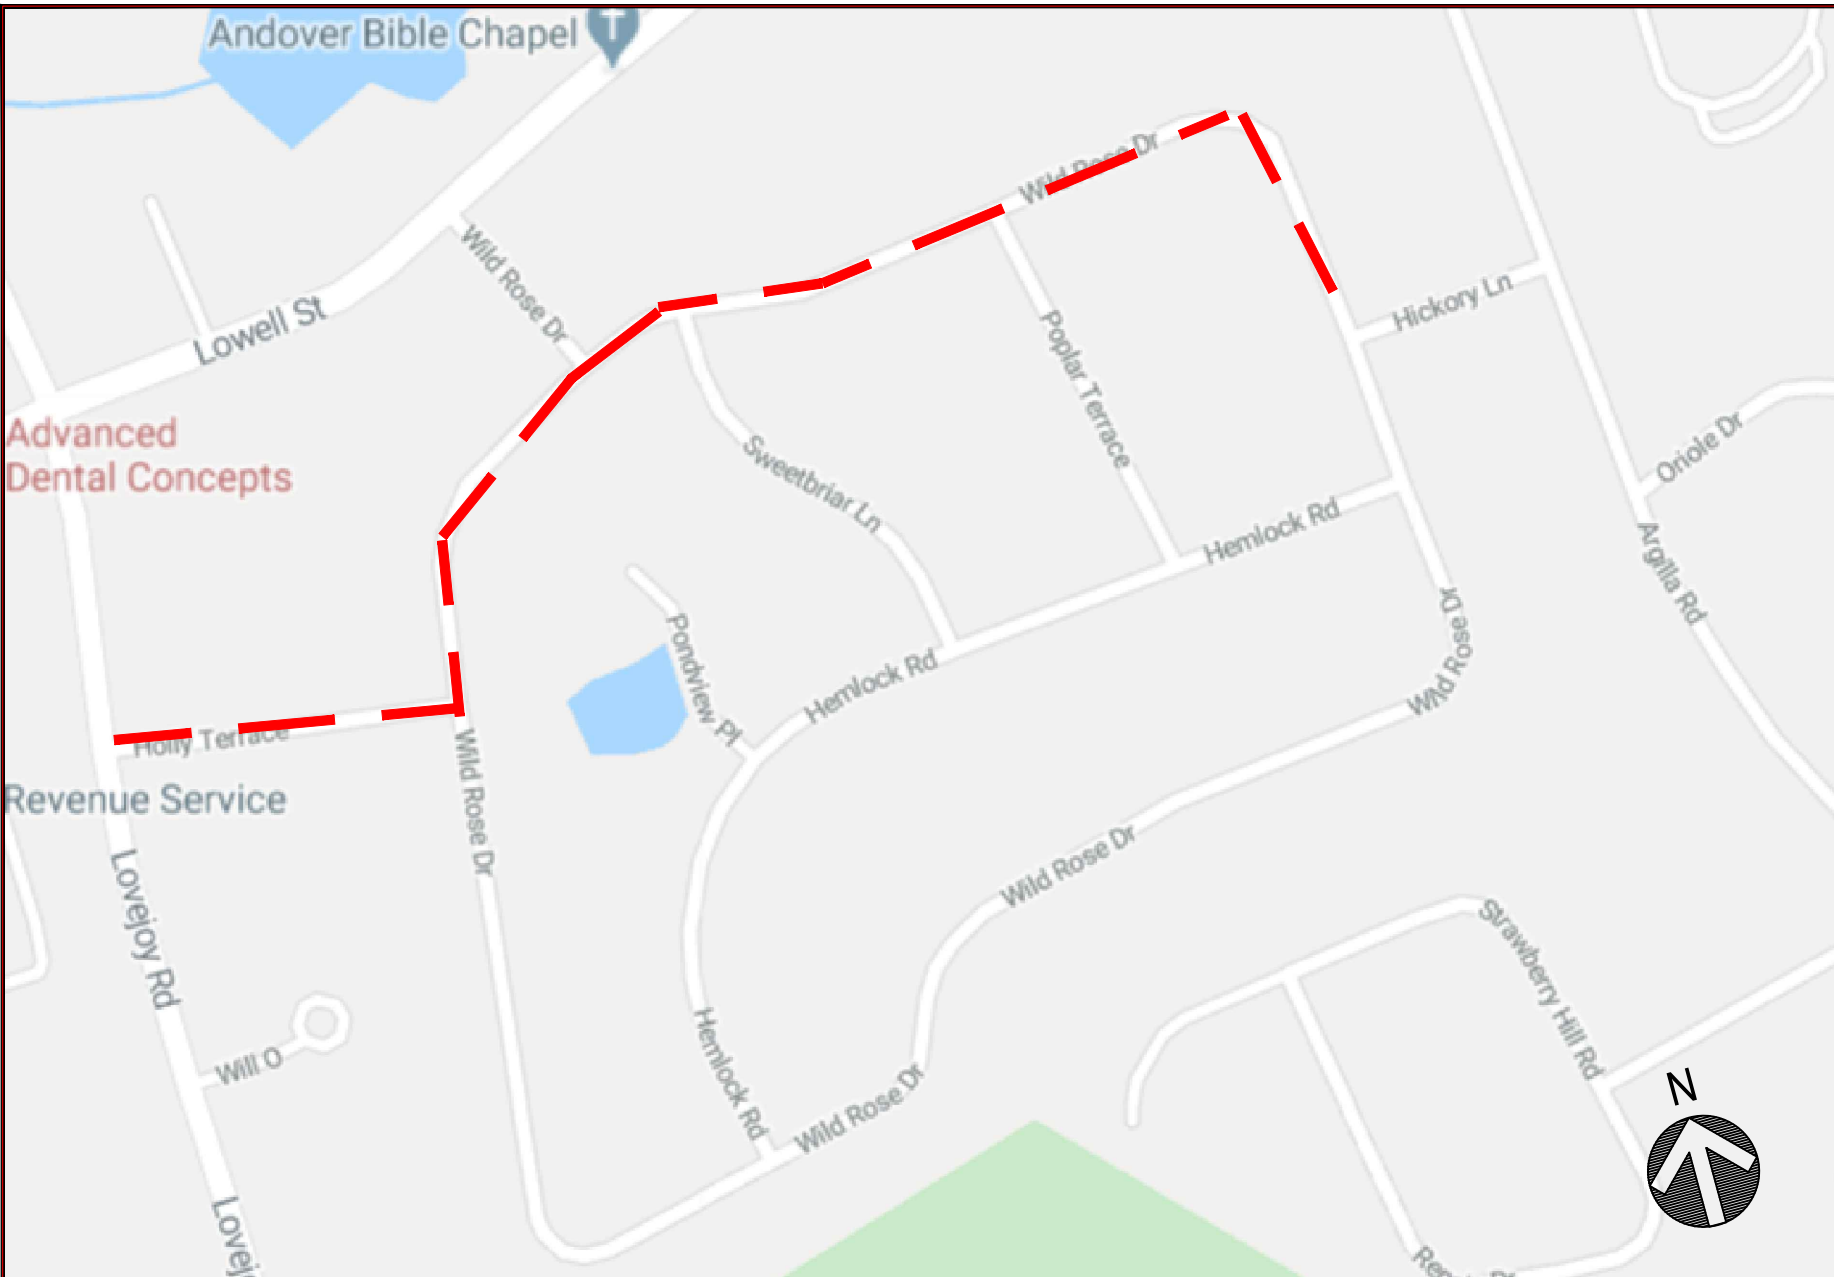 Andover Bible Chapel
Wild Rose Dr
Wild Rose Dr
Lowell St
Hickory Ln
Poplar Terrace
Advanced
Dental Concepts
Oriole Dr
Sweetbriar Ln
Hemlock Rd
Argilla Rd
Wild Rose Dr
Pondview Pl
Hemlock Rd
Holly Terrace
Wild Rose Dr
Revenue Service
Wild Rose Dr
Lovejoy Rd
Strawberry Hill Rd
Hemlock Rd
Will O
Wild Rose Dr
N
Lovej